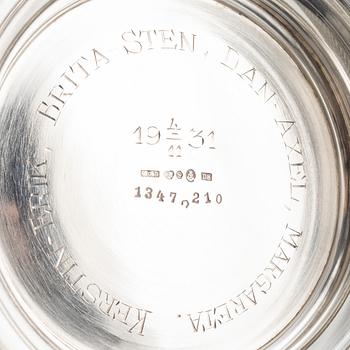 KERSTIN-ERIK, BRITA-STEN, DAN-AXEL, MARGARETA.
19 4/11 31
1347 210